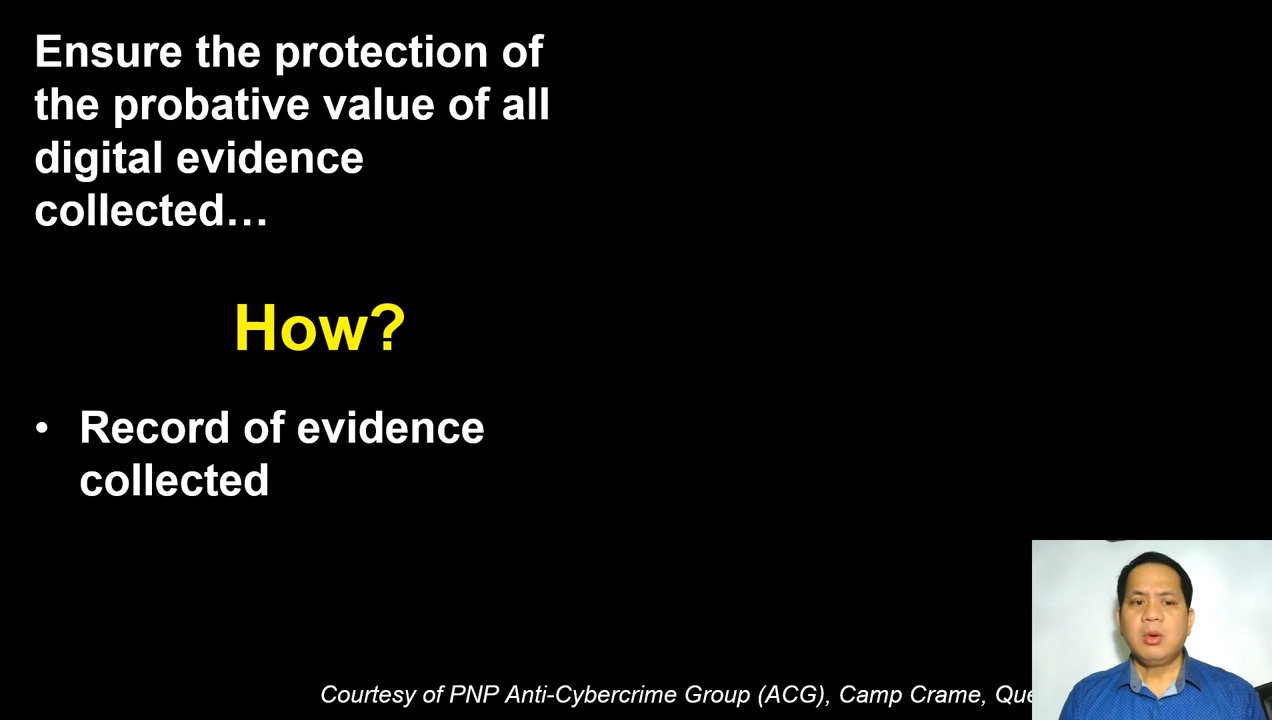 Ensure the protection of
the probative value of all
digital evidence
collected…
How?
• Record of evidence
collected
Courtesy of PNP Anti-Cybercrime Group (ACG), Camp Crame,